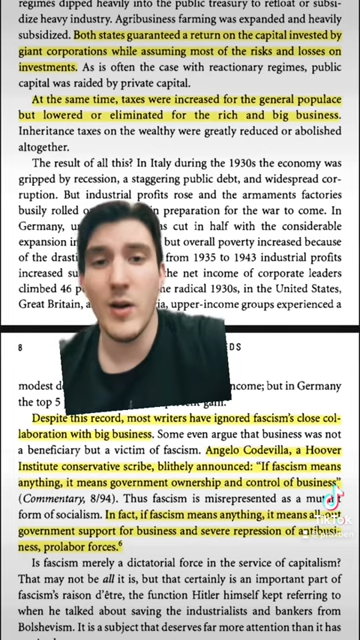 regimes dipped heavily into the public treasury to refloat or subsi-
dize heavy industry. Agribusiness farming was expanded and heavily
subsidized. Both states guaranteed a return on the capital invested by
giant corporations while assuming most of the risks and losses on
investments. As is often the case with reactionary regimes, public
capital was raided by private capital.
At the same time, taxes were increased for the general populace
but lowered or eliminated for the rich and big business.
Inheritance taxes on the wealthy were greatly reduced or abolished
altogether.
The result of all this? In Italy during the 1930s the economy was
gripped by recession, a staggering public debt, and widespread cor-
ruption. But industrial profits rose and the armaments factories
busily rolled in preparation for the war to come. In
Germany, cut in half with the considerable
expansion in but overall poverty increased because
of the from 1935 to 1943 industrial profits
increased the net income of corporate leaders
climbed 46 radical 1930s, in the United States,
Great Britain, upper-income groups experienced a
8
modest but in Germany
the top 5 gain.
Despite this record, most writers have ignored fascism's close col-
laboration with big business. Some even argue that business was not
a beneficiary but a victim of fascism. Angelo Codevilla, a Hoover
Institute conservative scribe, blithely announced: "If fascism means
anything, it means government ownership and control of business"
(Commentary, 8/94). Thus fascism is misrepresented as a
form of socialism. In fact, if fascism means anything, it means
government support for business and severe repression of
ness, prolabor forces.6
Is fascism merely a dictatorial force in the service of capitalism?
That may not be all it is, but that certainly is an important part of
fascism's raison d'être, the function Hitler himself kept referring
to when he talked about saving the industrialists and bankers from
Bolshevism. It is a subject that deserves far more attention than it has
TikTok